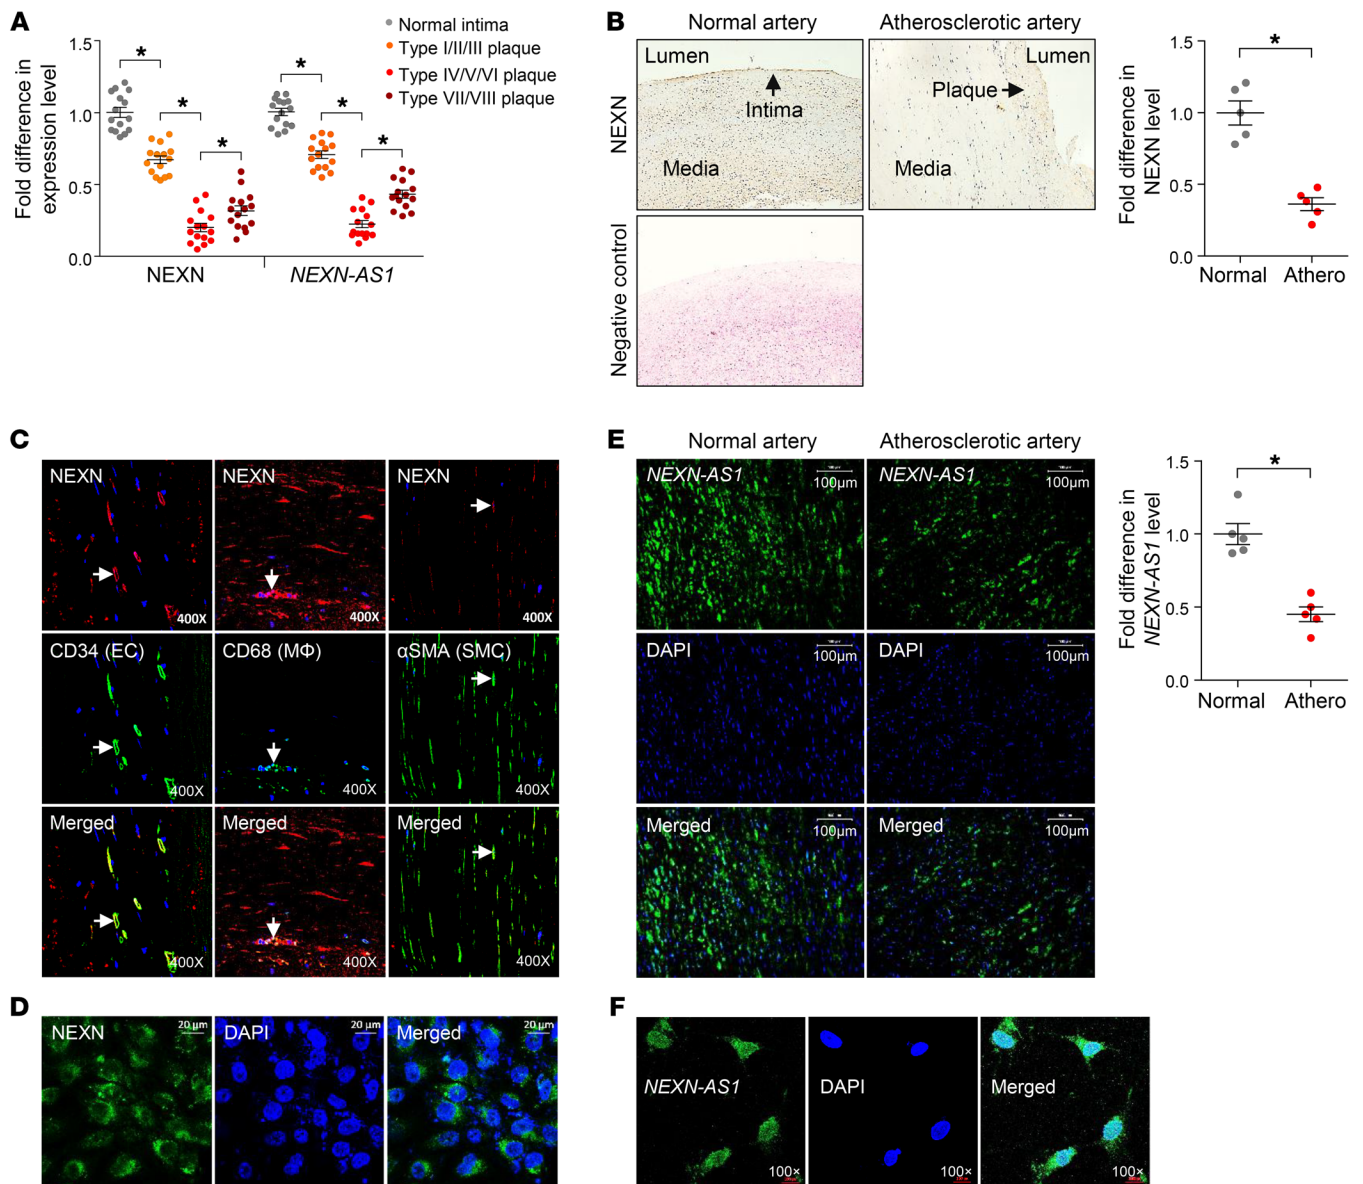 A
Normal intima
Type I/II/III plaque
Type IV/V/VI plaque
Type VII/VIII plaque
Fold difference in
expression level
1.5
1.0
0.5
0.0
*
*
*
*
*
*
NEXN
NEXN-AS1
B
Normal artery
Atherosclerotic artery
NEXN
Lumen
Intima
Media
Lumen
Plaque
Media
Negative control
Fold difference in
NEXN level
1.5
1.0
0.5
0.0
*
Normal
Athero
C
NEXN
400X
NEXN
400X
NEXN
400X
CD34 (EC)
400X
CD68 (MΦ)
400X
αSMA (SMC)
400X
Merged
400X
Merged
400X
Merged
400X
D
NEXN
20 µm
DAPI
20 µm
Merged
20 µm
E
Normal artery
Atherosclerotic artery
NEXN-AS1
100µm
NEXN-AS1
100µm
DAPI
100µm
DAPI
100µm
Merged
100µm
Merged
100µm
Fold difference in
NEXN-AS1 level
1.5
1.0
0.5
0.0
*
Normal
Athero
F
NEXN-AS1
100×
DAPI
100×
Merged
100×